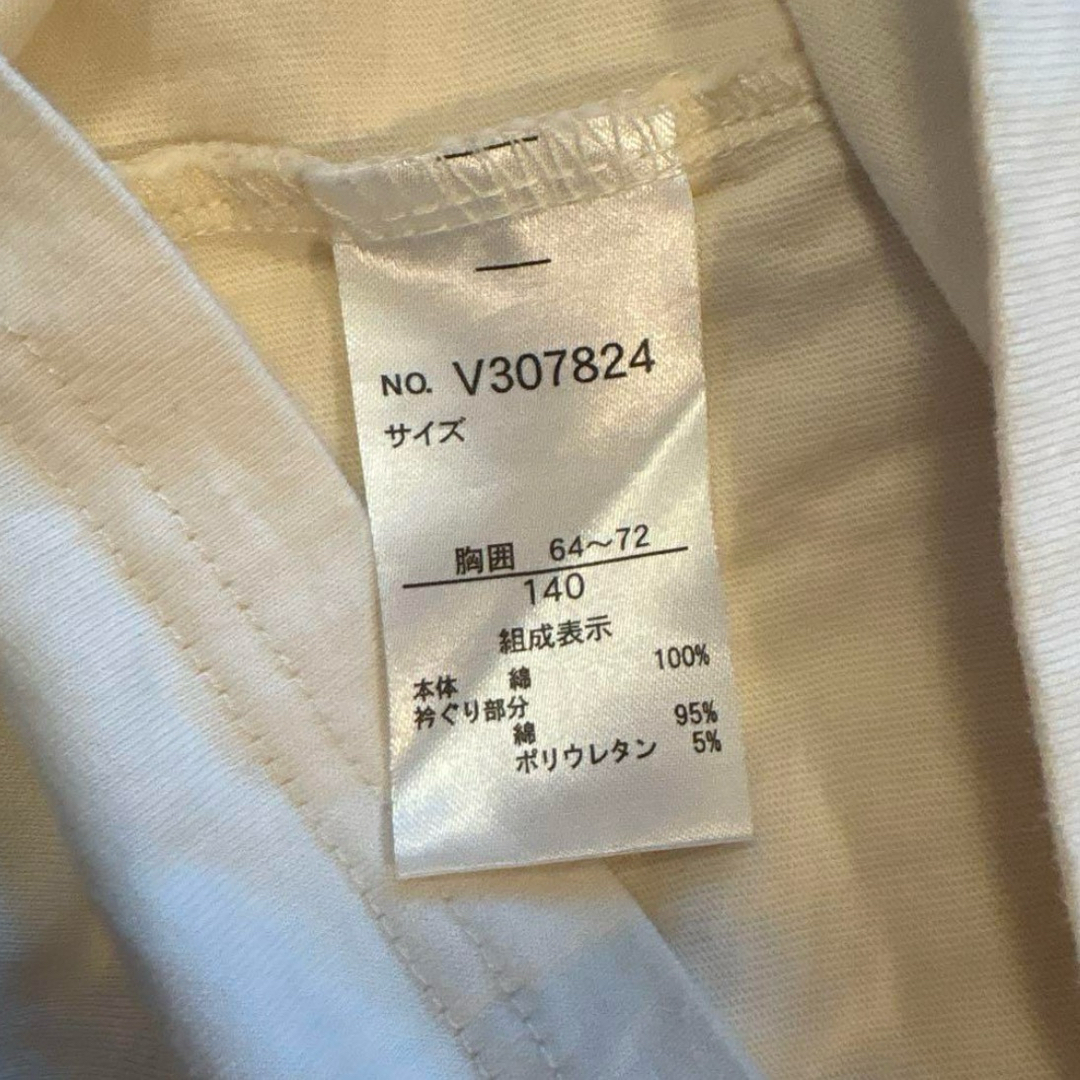 NO. V307824
サイズ
胸囲 64～72
140
組成表示
本体 綿 100%
衿ぐり部分
綿 95%
ポリウレタン 5%